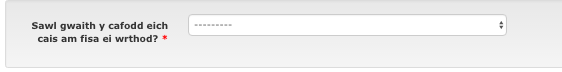 Sawl gwaith y cafodd eich
cais am fisa ei wrthod? *
---------